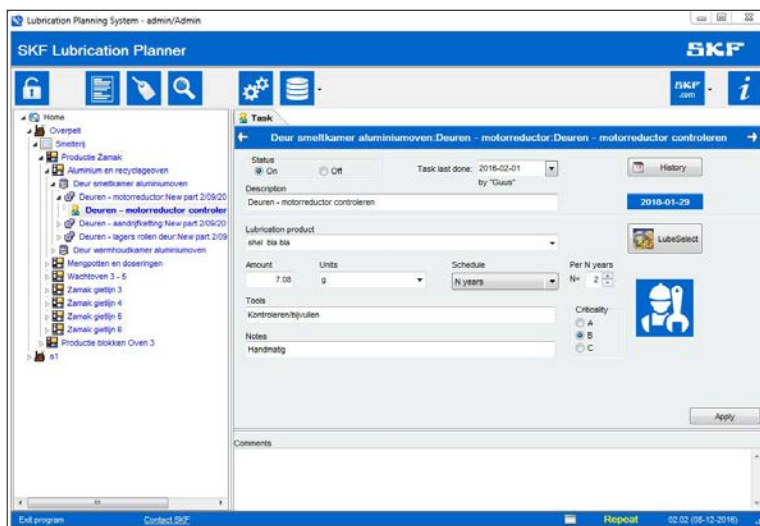 Lubrication Planning System - admin/Admin
SKF Lubrication Planner
SKF
SKF
.com
i
Home
Overpelt
Smelterij
Productie Zamak
Aluminium en recyclageoven
Deur smeltkamer aluminiumoven
Deuren - motorreductor:New part 2/09/20
Deuren - motorreductor controler
Deuren - aandrijfketting:New part 2/09/20
Deuren - lagers rollen deur:New part 2/09
Deur warmhoudkamer aluminiumoven
Mengpotten en doseringen
Wachtoven 3 - 5
Zamak gietlijn 3
Zamak gietlijn 4
Zamak gietlijn 5
Zamak gietlijn 6
Productie blokken Oven 3
s1
Task
Deur smeltkamer aluminiumoven:Deuren - motorreductor:Deuren - motorreductor controleren
Status
On
Off
Task last done:
2016-02-01
by "Guus"
History
Description
Deuren - motorreductor controleren
2018-01-29
Lubrication product
shel bla bla
LubeSelect
Amount
Units
Schedule
Per N years
7.08
g
N years
N=
2
Tools
Kontroleren/bijvullen
Criticality
A
B
C
Notes
Handmatig
Apply
Comments
Exit program
Contact SKF
Repeat
02.02 (08-12-2016)